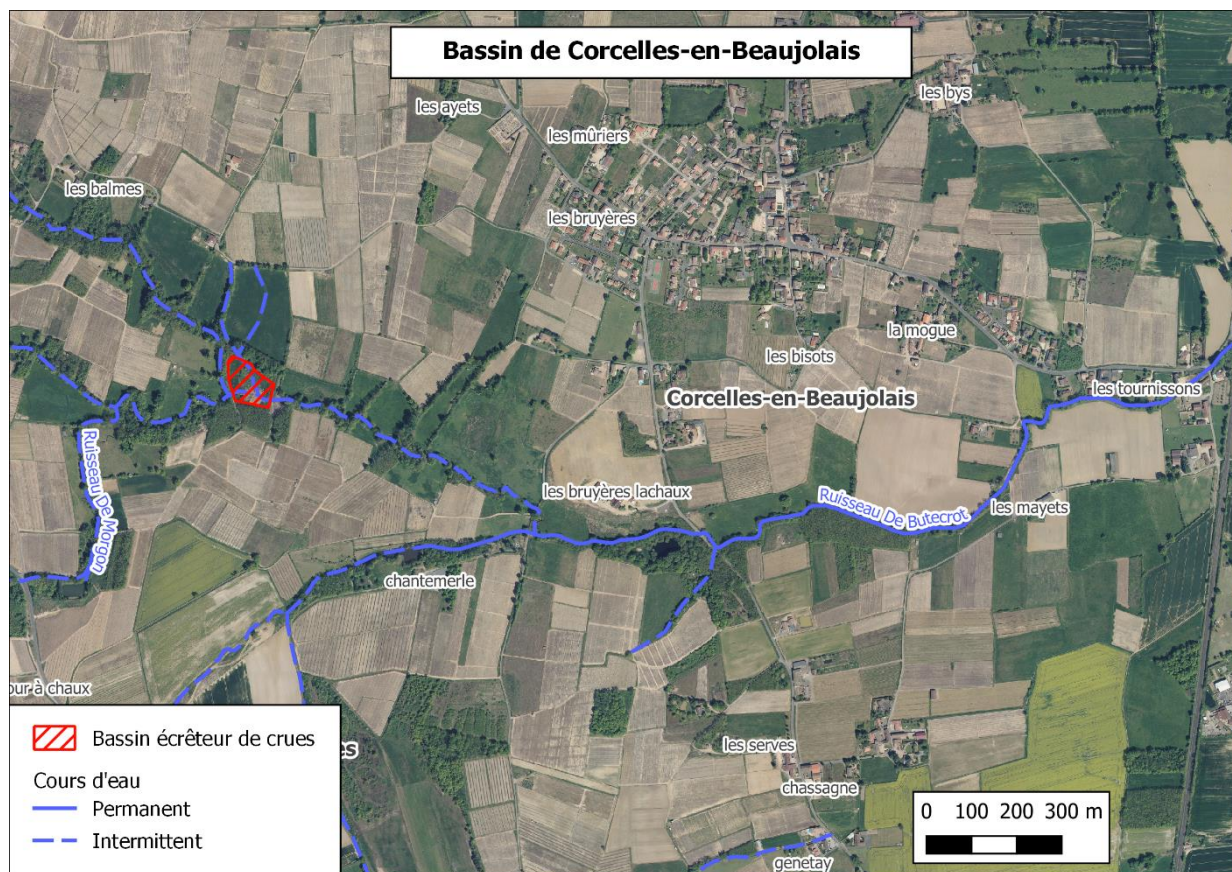 Bassin de Corcelles-en-Beaujolais
les bys
les ayets
les mûriers
les balmes
les bruyères
la mogue
les bisots
les tournissons
Corcelles-en-Beaujolais
Ruisseau De Morgon
les bruyères lachaux
Ruisseau De Butecrot
les mayets
chantemerle
our à chaux
les serves
chassagne
genetay
es
Bassin écrêteur de crues
Cours d'eau
Permanent
Intermittent
0 100 200 300 m